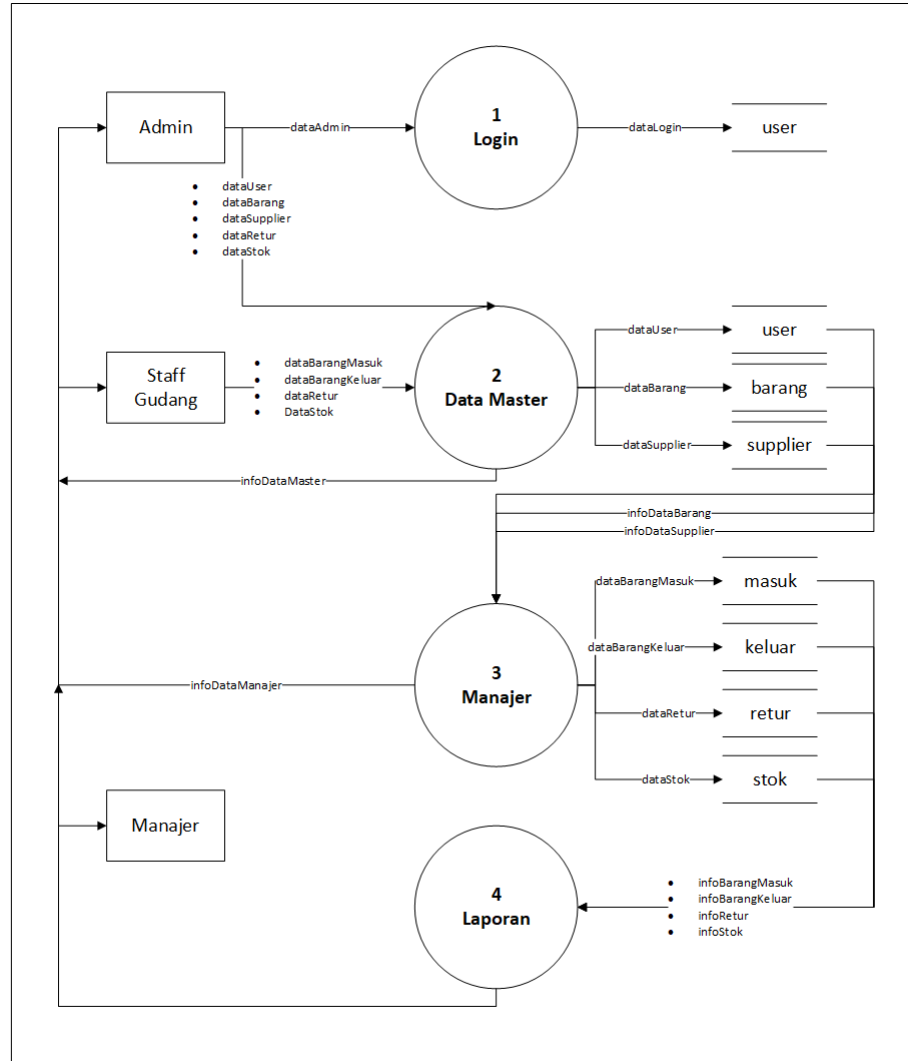 Admin
dataAdmin
1
Login
dataLogin
user
• dataUser
• dataBarang
• dataSupplier
• dataRetur
• dataStok
Staff
Gudang
• dataBarangMasuk
• dataBarangKeluar
• dataRetur
• DataStok
2
Data Master
dataUser
user
dataBarang
barang
dataSupplier
supplier
infoDataMaster
infoDataBarang
infoDataSupplier
dataBarangMasuk
masuk
dataBarangKeluar
keluar
3
Manajer
infoDataManajer
dataRetur
retur
dataStok
stok
Manajer
4
Laporan
• infoBarangMasuk
• infoBarangKeluar
• infoRetur
• infoStok